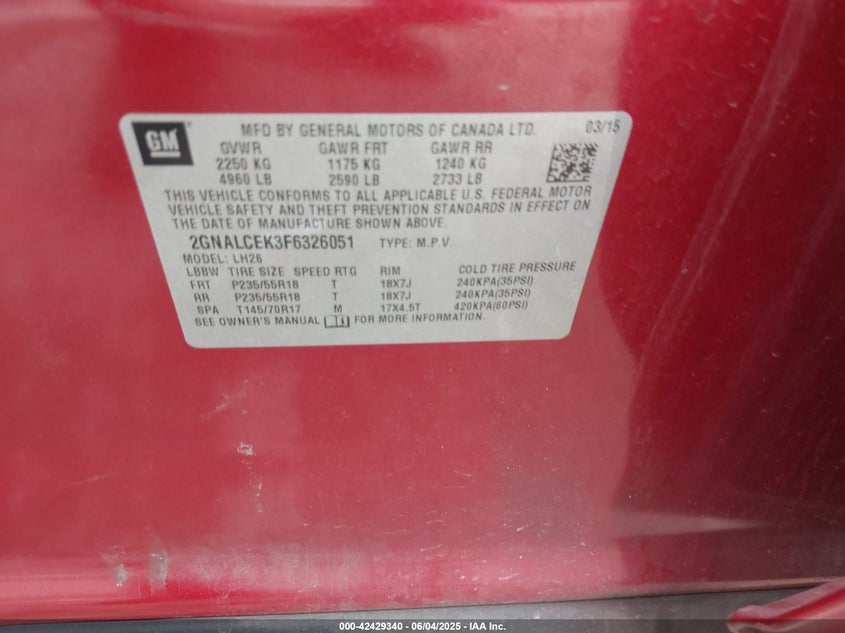 GM
MFD BY GENERAL MOTORS OF CANADA LTD. 03/15
GVWR GAWR FRT GAWR RR
2250 KG 1175 KG 1240 KG
4960 LB 2590 LB 2733 LB
THIS VEHICLE CONFORMS TO ALL APPLICABLE U.S. FEDERAL MOTOR
VEHICLE SAFETY AND THEFT PREVENTION STANDARDS IN EFFECT ON
THE DATE OF MANUFACTURE SHOWN ABOVE.
2GNALCEK3F6326051 TYPE: M.P.V.
MODEL: LH26
LBBW TIRE SIZE SPEED RTG RIM COLD TIRE PRESSURE
FRT P235/55R18 T 18X7J 240KPA(35PSI)
RR P235/55R18 T 18X7J 240KPA(35PSI)
SPA T145/70R17 M 17X4.5T 420KPA(60PSI)
SEE OWNER'S MANUAL FOR MORE INFORMATION.
000-42429340 - 06/04/2025 - IAA Inc.